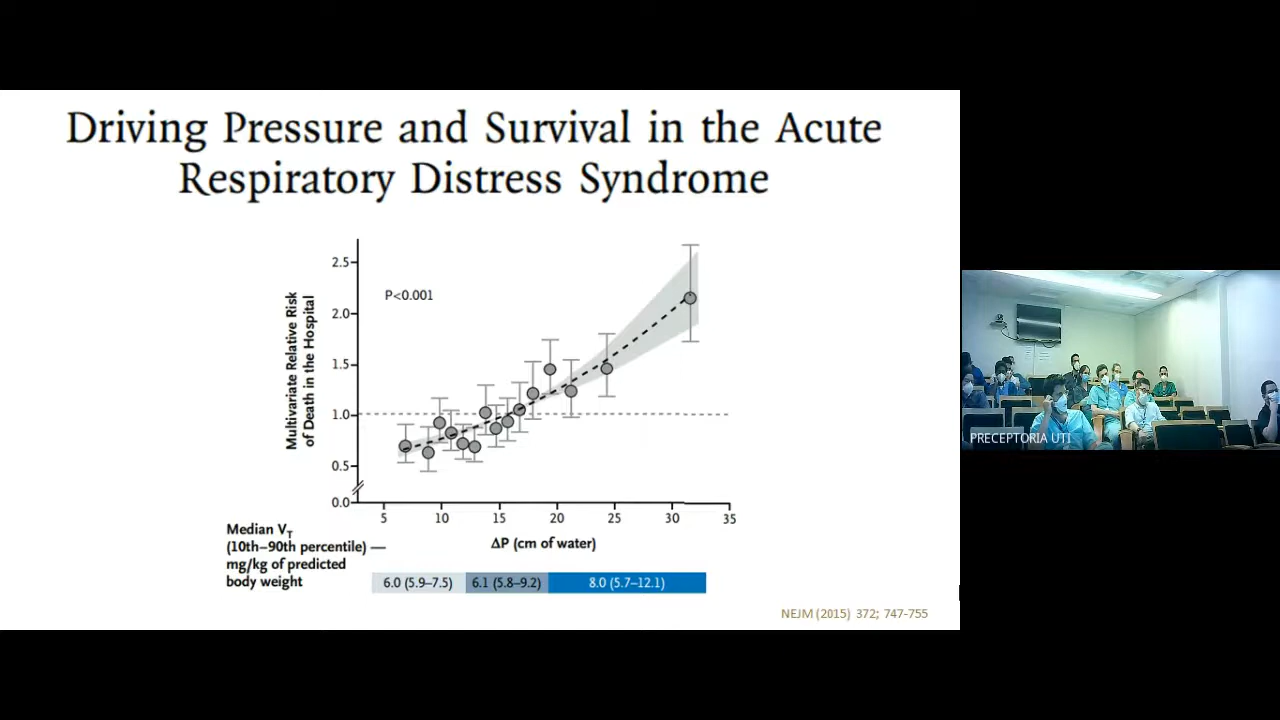 Driving Pressure and Survival in the Acute
Respiratory Distress Syndrome
Multivariate Relative Risk
of Death in the Hospital
2.5
2.0
1.5
1.0
0.5
0.0
P<0.001
5 10 15 20 25 30 35
ΔP (cm of water)
Median VT
(10th–90th percentile) —
mg/kg of predicted
body weight
6.0 (5.9–7.5) 6.1 (5.8–9.2) 8.0 (5.7–12.1)
NEJM (2015) 372; 747-755
PRECEPTORIA UTI